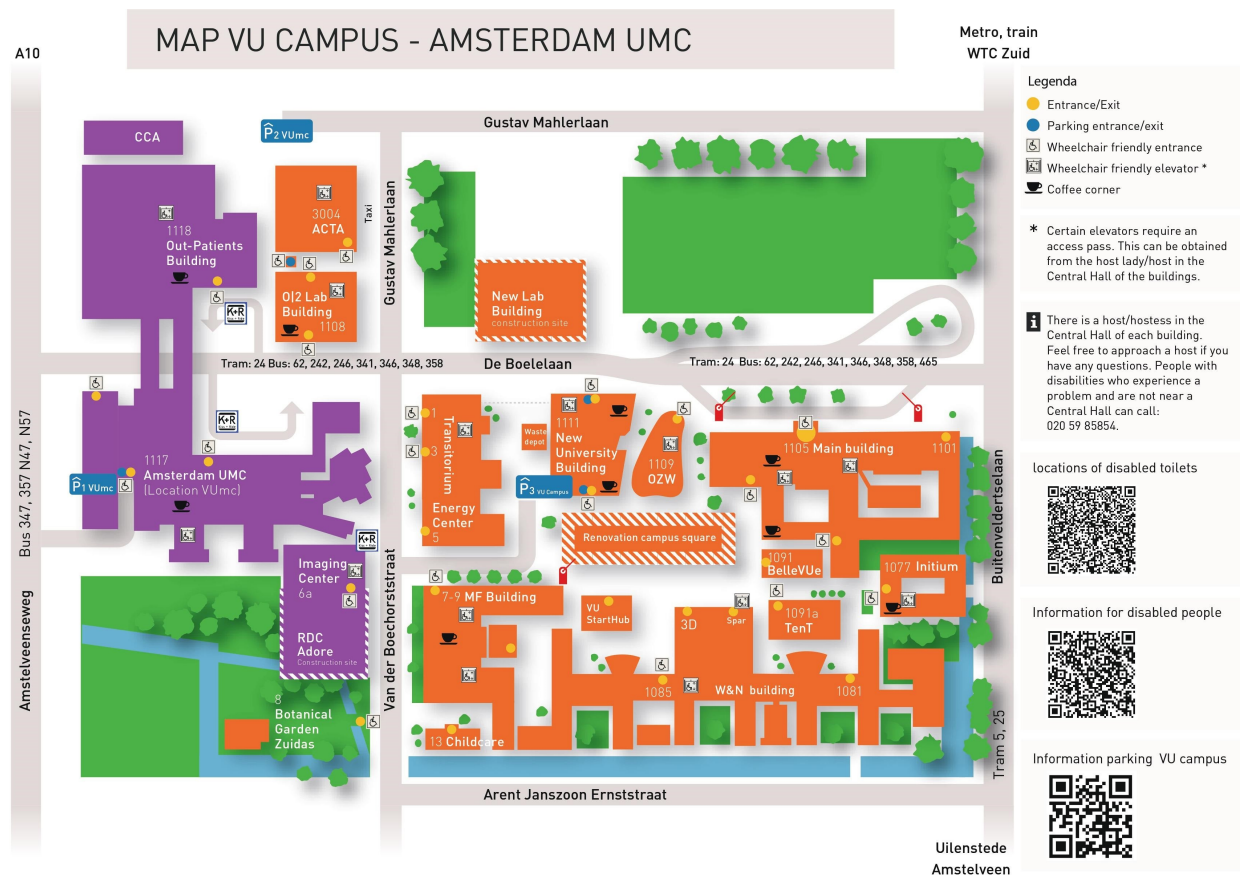 MAP VU CAMPUS - AMSTERDAM UMC
A10
Metro, train
WTC Zuid
Legenda
Entrance/Exit
Parking entrance/exit
Wheelchair friendly entrance
Wheelchair friendly elevator *
Coffee corner
* Certain elevators require an
access pass. This can be obtained
from the host lady/host in the
Central Hall of the buildings.
i There is a host/hostess in the
Central Hall of each building.
Feel free to approach a host if you
have any questions. People with
disabilities who experience a
problem and are not near a
Central Hall can call:
020 59 85854.
locations of disabled toilets
Information for disabled people
Information parking VU campus
Gustav Mahlerlaan
CCA
P2 VUmc
Gustav Mahlerlaan
Taxi
3004
ACTA
1118
Out-Patients
Building
O|2 Lab
Building
1108
K+R
New Lab
Building
construction site
Tram: 24 Bus: 62, 242, 246, 341, 346, 348, 358
De Boelelaan
Tram: 24 Bus: 62, 242, 246, 341, 346, 348, 358, 465
Bus 347, 357 N47, N57
Amstelveenseweg
K+R
1117
Amsterdam UMC
(Location VUmc)
P1 VUmc
K+R
1
3
Transitorium
Energy
Center
5
Waste
depot
1111
New
University
Building
P3 VU Campus
1109
OZW
1105 Main building
1101
Buitenveldertselaan
Renovation campus square
1091
BelleVUe
1077 Initium
Imaging
Center
6a
RDC
Adore
Construction site
Van der Boechorststraat
7-9 MF Building
VU
StartHub
3D
Spar
1091a
TenT
1085
W&N building
1081
8
Botanical
Garden
Zuidas
13 Childcare
Tram 5, 25
Arent Janszoon Ernststraat
Uilenstede
Amstelveen